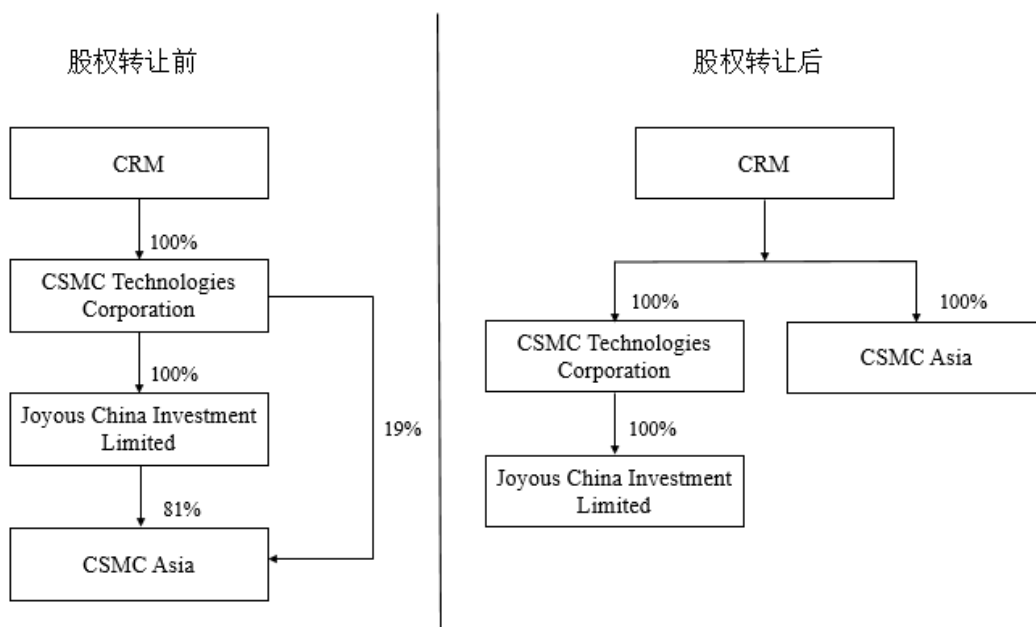 股权转让前
CRM
100%
CSMC Technologies
Corporation
100%
Joyous China Investment
Limited
19%
81%
CSMC Asia
股权转让后
CRM
100%
100%
CSMC Technologies
Corporation
CSMC Asia
100%
Joyous China Investment
Limited